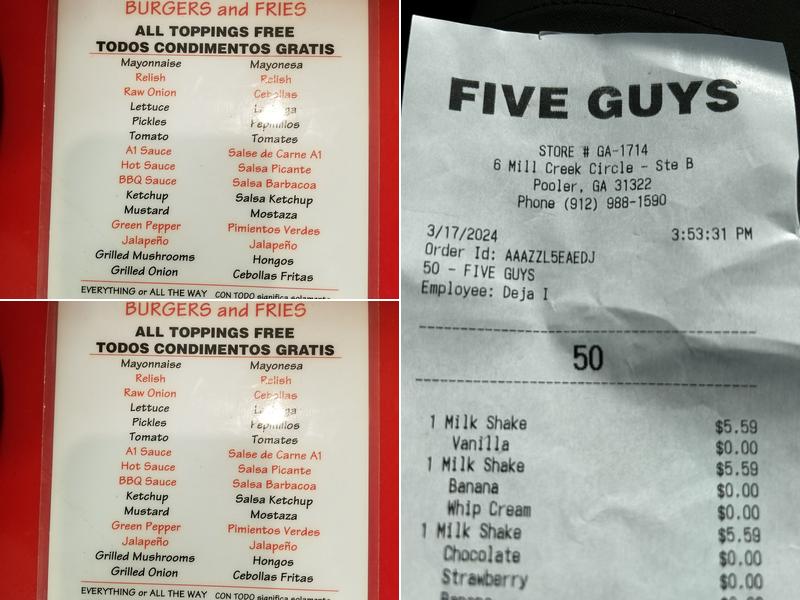 BURGERS and FRIES
ALL TOPPINGS FREE
TODOS CONDIMENTOS GRATIS
Mayonnaise Mayonesa
Relish Relish
Raw Onion Cebollas
Lettuce
Pickles Pepinillos
Tomato Tomates
A1 Sauce Salse de Carne A1
Hot Sauce Salsa Picante
BBQ Sauce Salsa Barbacoa
Ketchup Salsa Ketchup
Mustard Mostaza
Green Pepper Pimientos Verdes
Jalapeño Jalapeño
Grilled Mushrooms Hongos
Grilled Onion Cebollas Fritas
EVERYTHING or ALL THE WAY CON TODO significa solamente
BURGERS and FRIES
ALL TOPPINGS FREE
TODOS CONDIMENTOS GRATIS
Mayonnaise Mayonesa
Relish Relish
Raw Onion Cebollas
Lettuce
Pickles Pepinillos
Tomato Tomates
A1 Sauce Salse de Carne A1
Hot Sauce Salsa Picante
BBQ Sauce Salsa Barbacoa
Ketchup Salsa Ketchup
Mustard Mostaza
Green Pepper Pimientos Verdes
Jalapeño Jalapeño
Grilled Mushrooms Hongos
Grilled Onion Cebollas Fritas
EVERYTHING or ALL THE WAY CON TODO significa solamente
FIVE GUYS
STORE # GA-1714
6 Mill Creek Circle - Ste B
Pooler, GA 31322
Phone (912) 988-1590
3/17/2024 3:53:31 PM
Order Id: AAAZZL5EAEDJ
50 - FIVE GUYS
Employee: Deja I
50
1 Milk Shake $5.59
Vanilla $0.00
1 Milk Shake $5.59
Banana $0.00
Whip Cream $0.00
1 Milk Shake $5.59
Chocolate $0.00
Strawberry $0.00